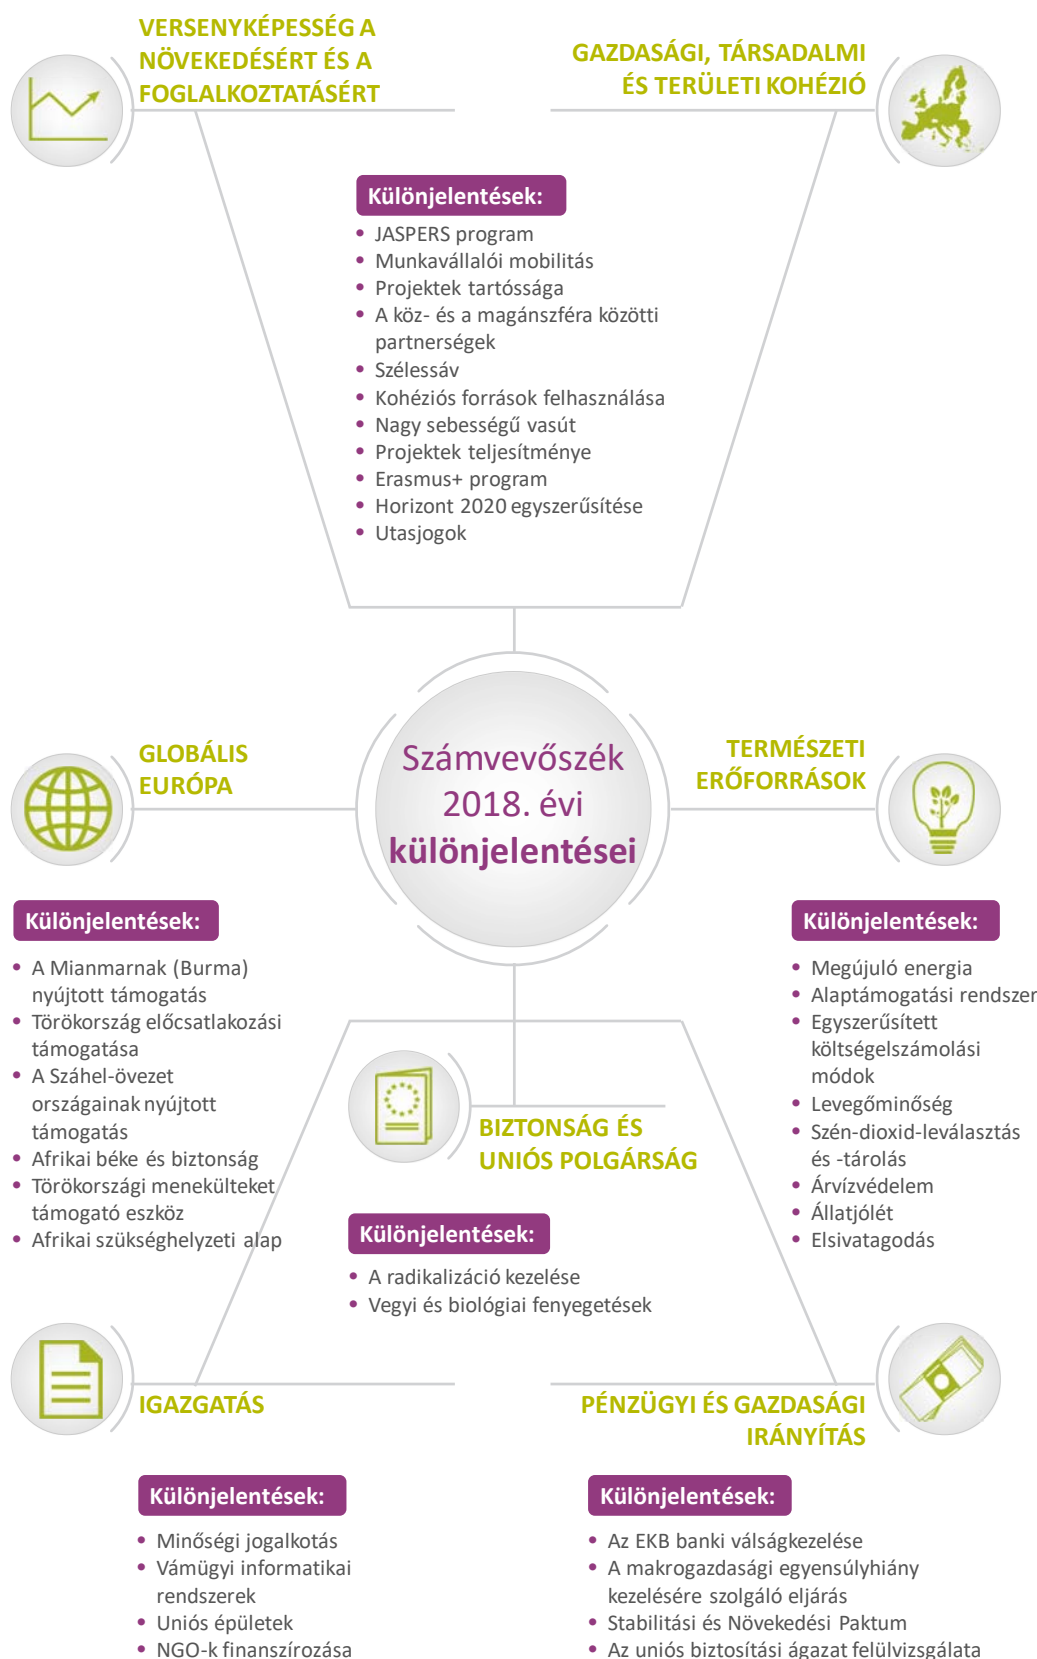 VERSENYKÉPESSÉG A
NÖVEKEDÉSÉRT ÉS A
FOGLALKOZTATÁSÉRT
GAZDASÁGI, TÁRSADALMI
ÉS TERÜLETI KOHÉZIÓ
Különjelentések:
• JASPERS program
• Munkavállalói mobilitás
• Projektek tartóssága
• A köz- és a magánszféra közötti
partnerségek
• Szélessáv
• Kohéziós források felhasználása
• Nagy sebességű vasút
• Projektek teljesítménye
• Erasmus+ program
• Horizont 2020 egyszerűsítése
• Utasjogok
Számvevőszék
2018. évi
különjelentései
GLOBÁLIS
EURÓPA
Különjelentések:
• A Mianmarnak (Burma)
nyújtott támogatás
• Törökország előcsatlakozási
támogatása
• A Száhel-övezet
országainak nyújtott
támogatás
• Afrikai béke és biztonság
• Törökországi menekülteket
támogató eszköz
• Afrikai szükséghelyzeti alap
TERMÉSZETI
ERŐFORRÁSOK
Különjelentések:
• Megújuló energia
• Alaptámogatási rendszer
• Egyszerűsített
költségelszámolási
módok
• Levegőminőség
• Szén-dioxid-leválasztás
és -tárolás
• Árvízvédelem
• Állatjólét
• Elsivatagodás
BIZTONSÁG ÉS
UNIÓS POLGÁRSÁG
Különjelentések:
• A radikalizáció kezelése
• Vegyi és biológiai fenyegetések
IGAZGATÁS
Különjelentések:
• Minőségi jogalkotás
• Vámügyi informatikai
rendszerek
• Uniós épületek
• NGO-k finanszírozása
PÉNZÜGYI ÉS GAZDASÁGI
IRÁNYÍTÁS
Különjelentések:
• Az EKB banki válságkezelése
• A makrogazdasági egyensúlyhiány
kezelésére szolgáló eljárás
• Stabilitási és Növekedési Paktum
• Az uniós biztosítási ágazat felülvizsgálata